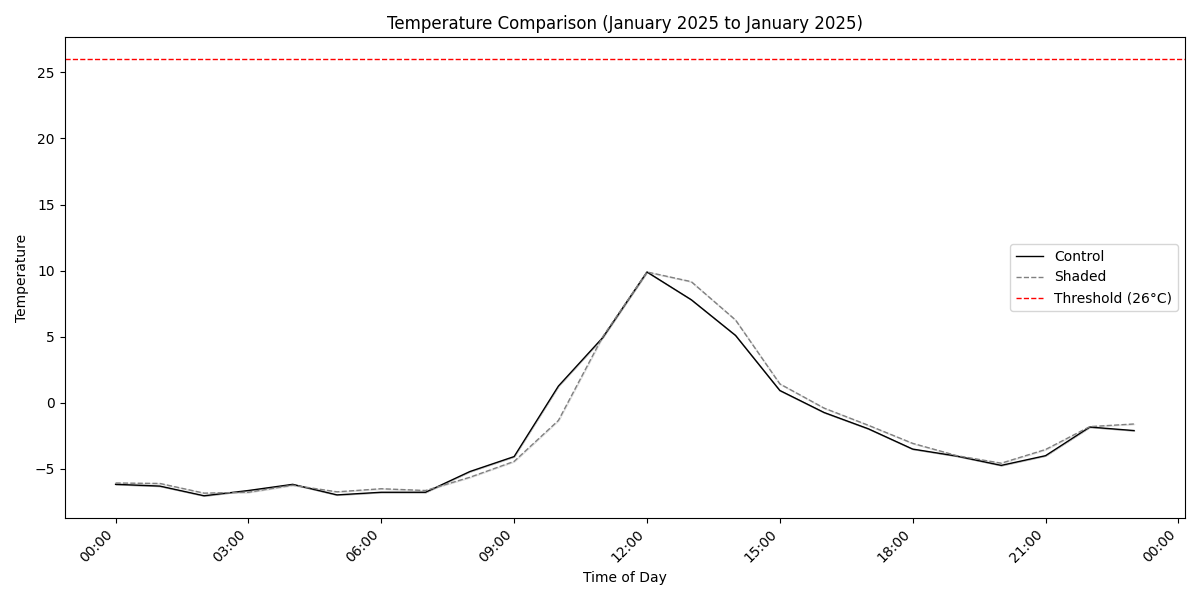 Temperature Comparison (January 2025 to January 2025)
25
20
15
10
5
0
−5
Temperature
Control
Shaded
Threshold (26°C)
00:00
03:00
06:00
09:00
12:00
15:00
18:00
21:00
00:00
Time of Day